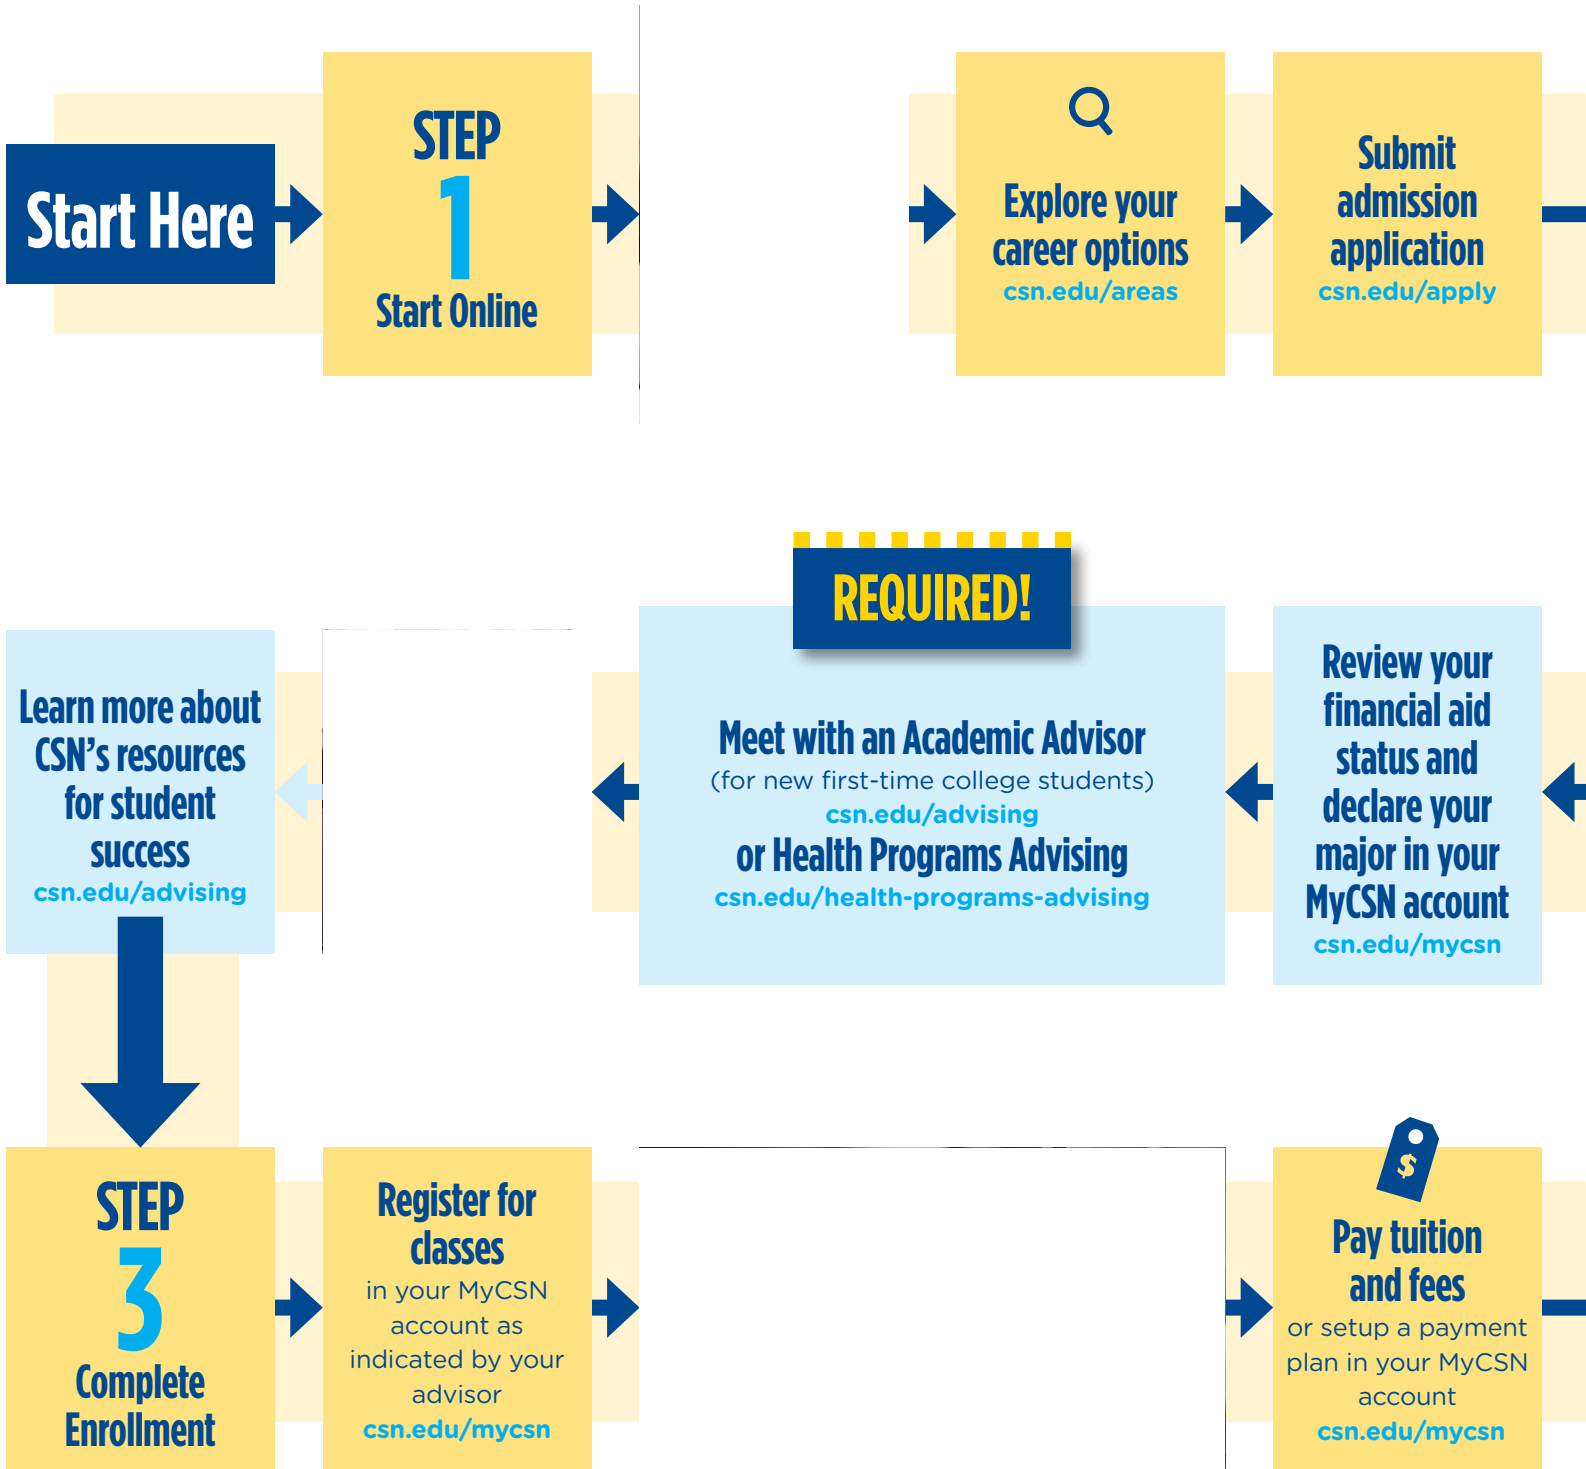 Start Here
STEP
1
Start Online
Explore your
career options
csn.edu/areas
Submit
admission
application
csn.edu/apply
REQUIRED!
Review your
financial aid
status and
declare your
major in your
MyCSN account
csn.edu/mycsn
Meet with an Academic Advisor
(for new first-time college students)
csn.edu/advising
or Health Programs Advising
csn.edu/health-programs-advising
Learn more about
CSN’s resources
for student
success
csn.edu/advising
STEP
3
Complete
Enrollment
Register for
classes
in your MyCSN
account as
indicated by your
advisor
csn.edu/mycsn
$
Pay tuition
and fees
or setup a payment
plan in your MyCSN
account
csn.edu/mycsn